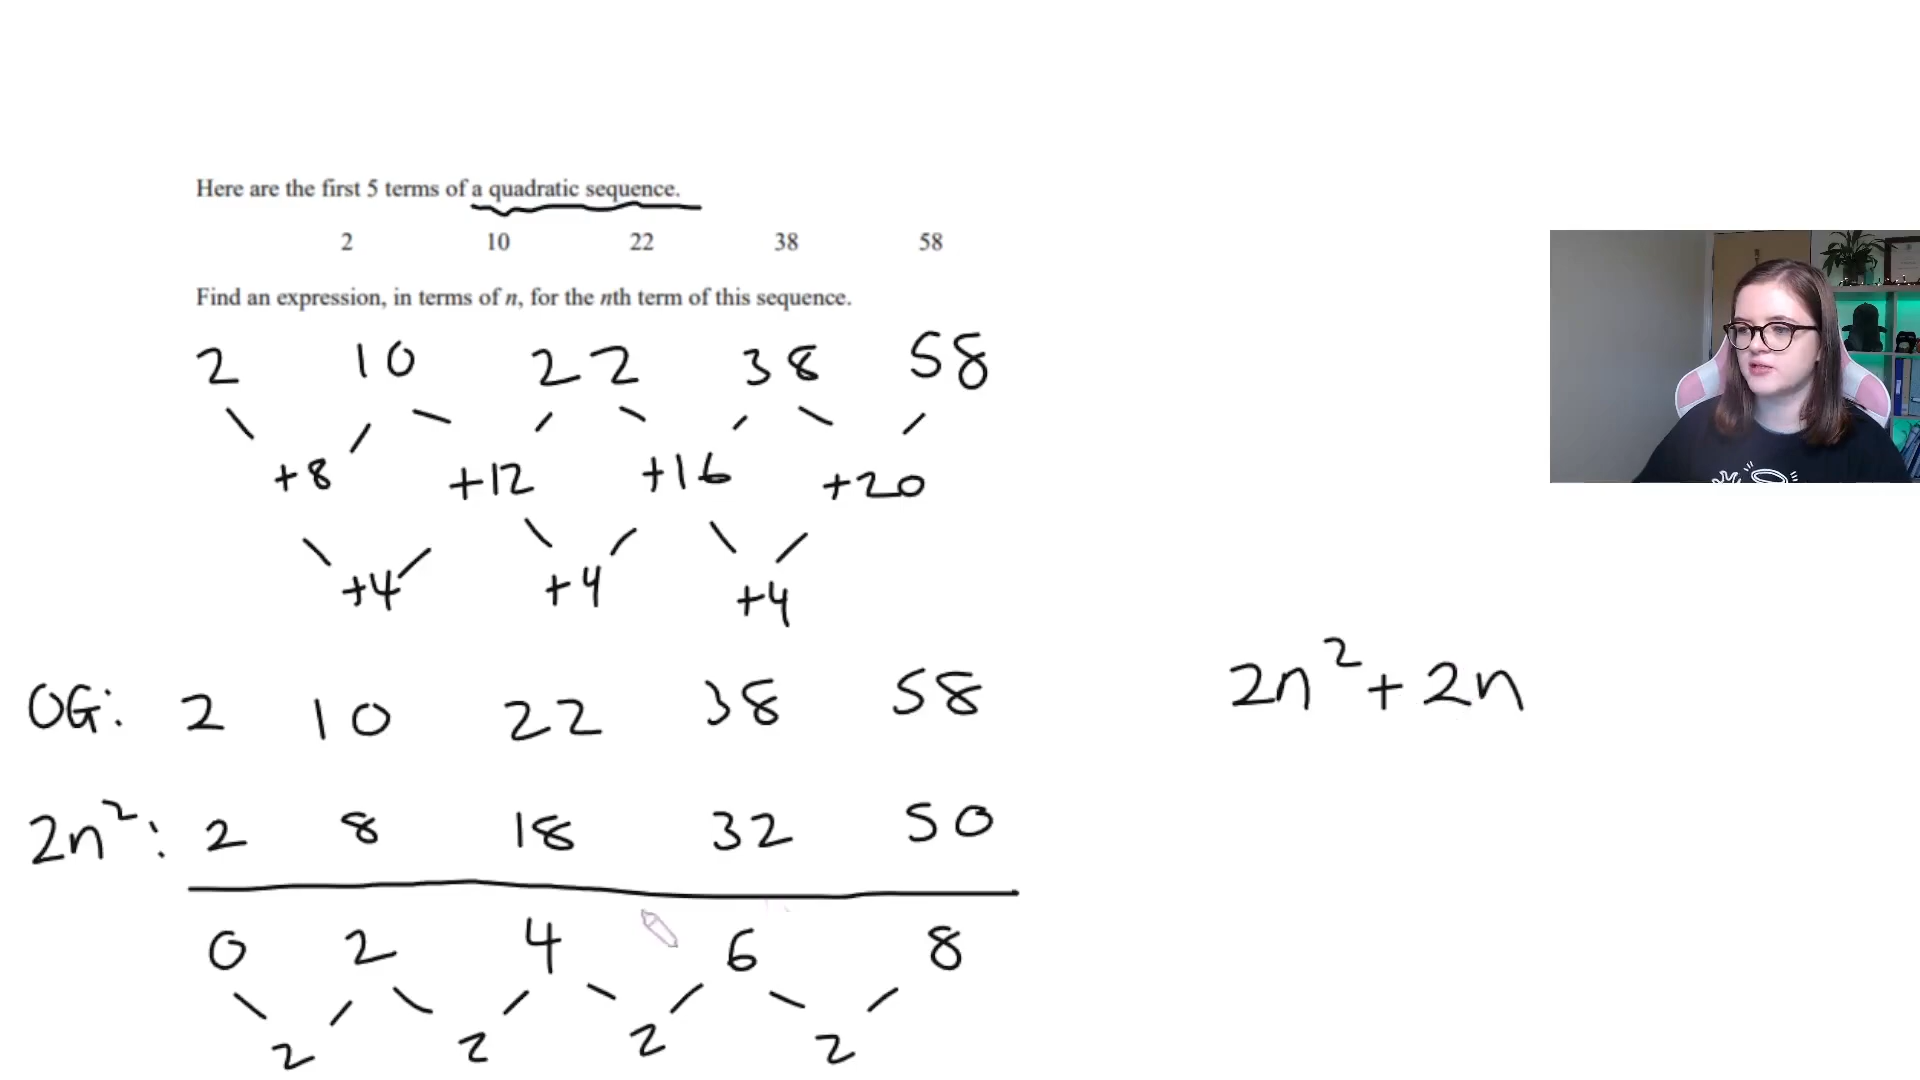 Here are the first 5 terms of a quadratic sequence.
2 10 22 38 58
Find an expression, in terms of n, for the nth term of this sequence.
2 10 22 38 58
+8 +12 +16 +20
+4 +4 +4
OG: 2 10 22 38 58
2n²: 2 8 18 32 50
0 2 4 6 8
2 2 2 2
2n² + 2n